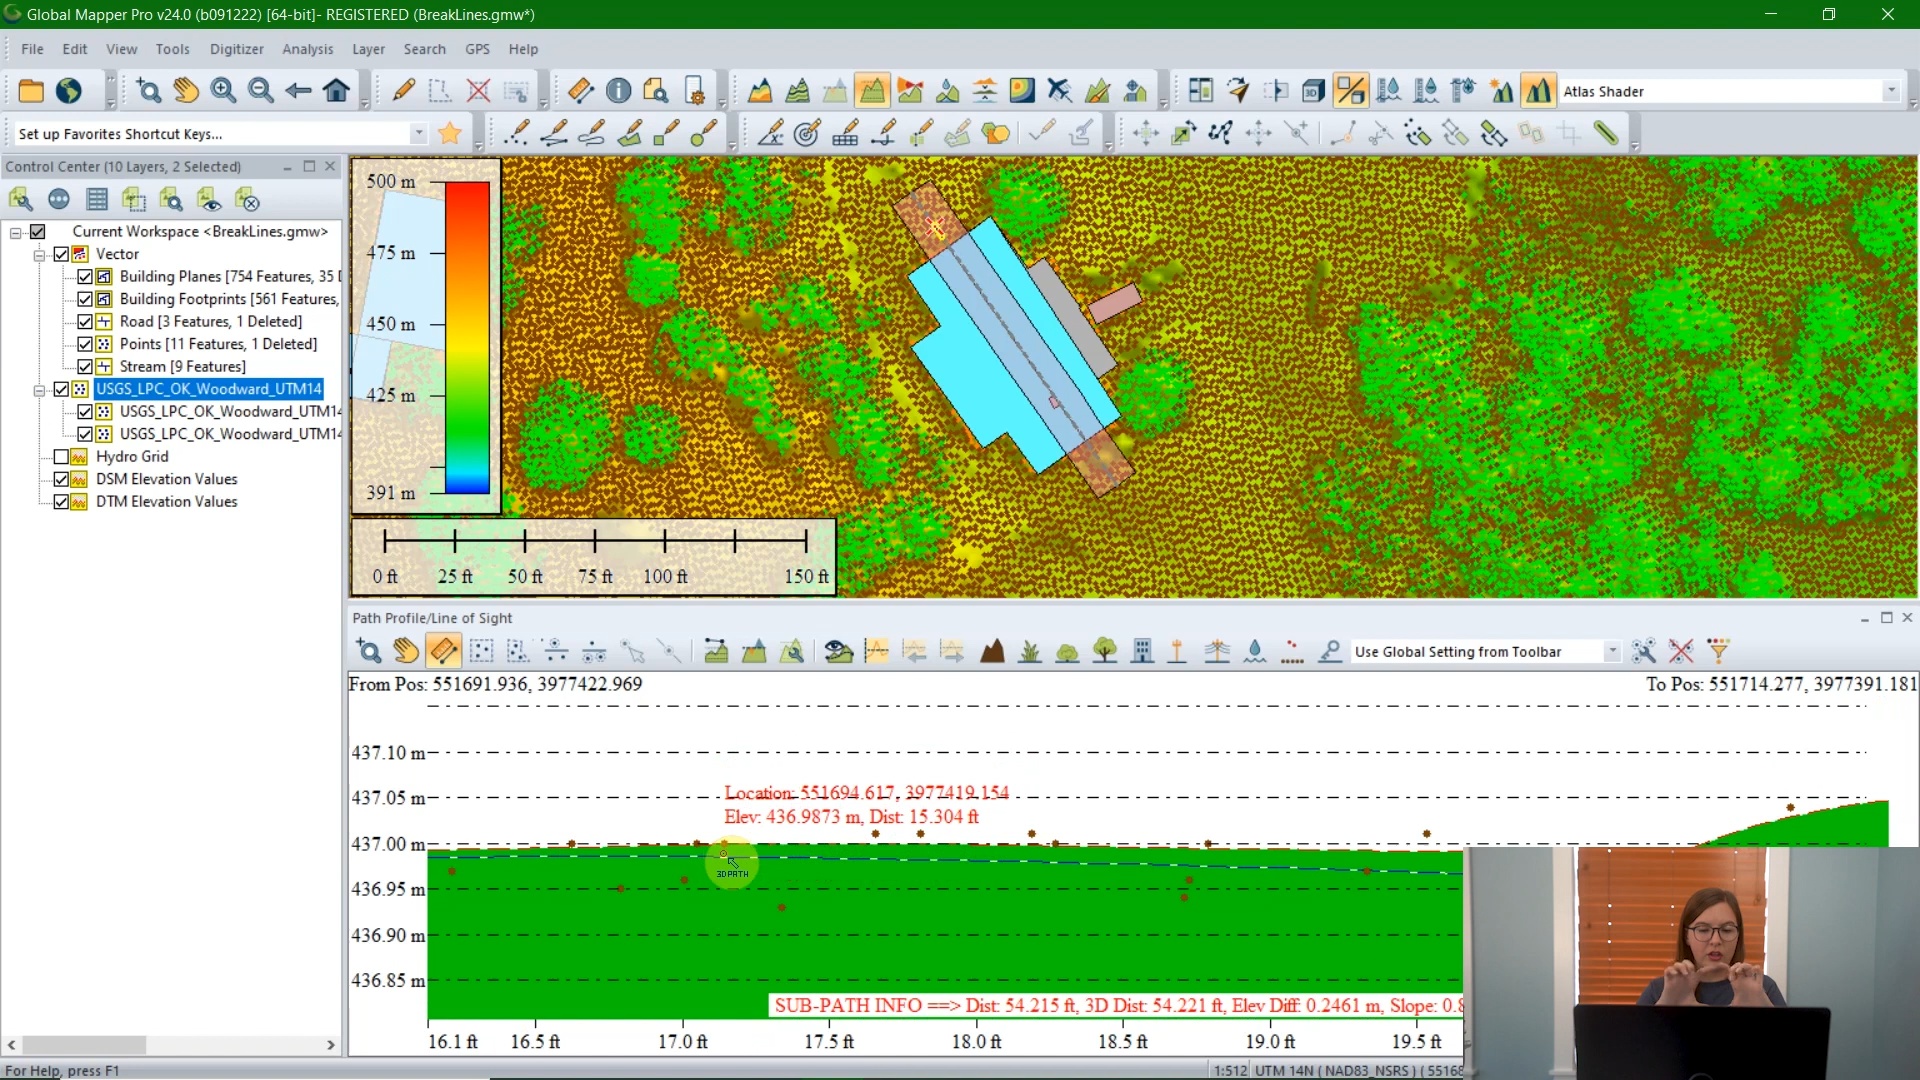 Global Mapper Pro v24.0 (b091222) [64-bit]- REGISTERED (BreakLines.gmw*)
File Edit View Tools Digitizer Analysis Layer Search GPS Help
Atlas Shader
Set up Favorites Shortcut Keys...
Control Center (10 Layers, 2 Selected)
Current Workspace <BreakLines.gmw>
Vector
Building Planes [754 Features, 35
Building Footprints [561 Features,
Road [3 Features, 1 Deleted]
Points [11 Features, 1 Deleted]
Stream [9 Features]
USGS_LPC_OK_Woodward_UTM14
USGS_LPC_OK_Woodward_UTM14
USGS_LPC_OK_Woodward_UTM14
Hydro Grid
DSM Elevation Values
DTM Elevation Values
500 m
475 m
450 m
425 m
391 m
0 ft 25 ft 50 ft 75 ft 100 ft 150 ft
Path Profile/Line of Sight
Use Global Setting from Toolbar
From Pos: 551691.936, 3977422.969
To Pos: 551714.277, 3977391.181
437.10 m
437.05 m
437.00 m
436.95 m
436.90 m
436.85 m
Location: 551694.617, 3977419.154
Elev: 436.9873 m, Dist: 15.304 ft
3DPATH
SUB-PATH INFO ==> Dist: 54.215 ft, 3D Dist: 54.221 ft, Elev Diff: 0.2461 m, Slope: 0.8
16.1 ft 16.5 ft 17.0 ft 17.5 ft 18.0 ft 18.5 ft 19.0 ft 19.5 ft
For Help, press F1
1:512 UTM 14N ( NAD83_NSRS ) ( 55168